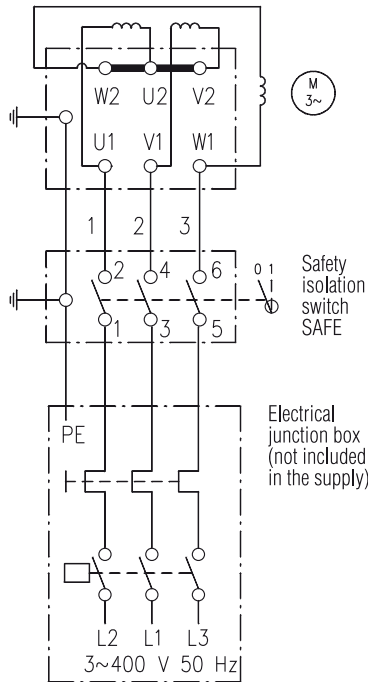 M
3~
W2 U2 V2
U1 V1 W1
1 2 3
2 4 6
0 1
1 3 5
Safety
isolation
switch
SAFE
PE
Electrical
junction box
(not included
in the supply)
L2 L1 L3
3~400 V 50 Hz